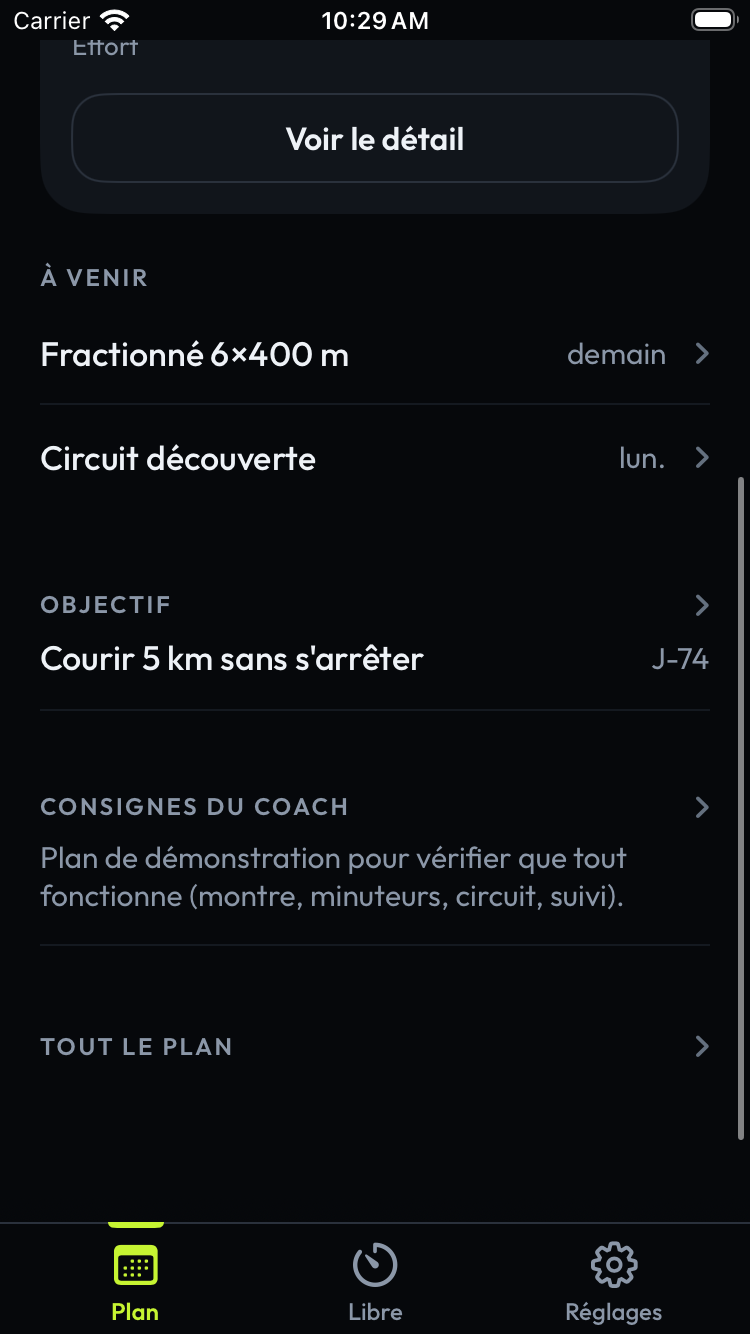 Carrier 10:29 AM
Effort
Voir le détail
À VENIR
Fractionné 6×400 m demain
Circuit découverte lun.
OBJECTIF
Courir 5 km sans s'arrêter J-74
CONSIGNES DU COACH
Plan de démonstration pour vérifier que tout
fonctionne (montre, minuteurs, circuit, suivi).
TOUT LE PLAN
Plan Libre Réglages